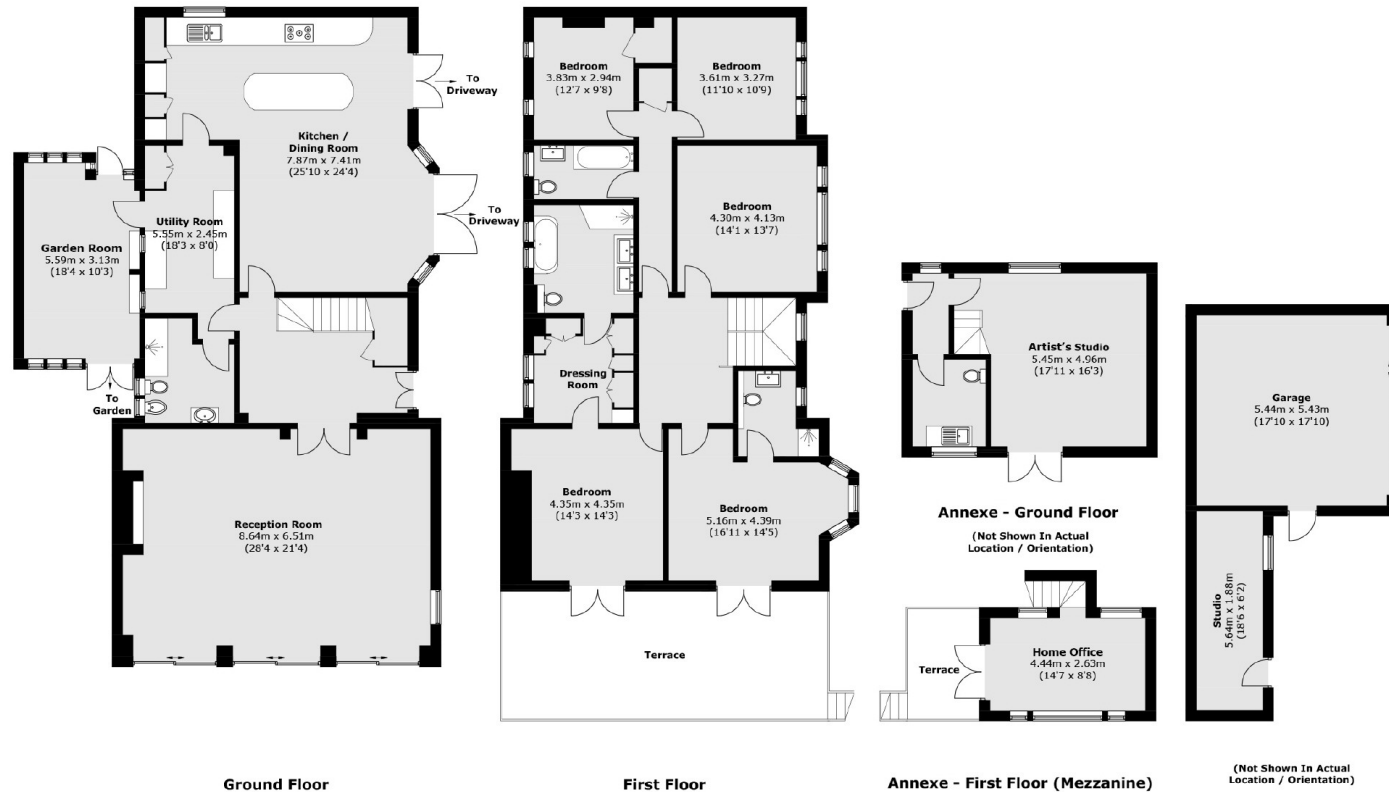 To
Driveway
Kitchen /
Dining Room
7.87m x 7.41m
(25'10 x 24'4)
To
Driveway
Utility Room
5.55m x 2.45m
(18'3 x 8'0)
Garden Room
5.59m x 3.13m
(18'4 x 10'3)
To
Garden
Reception Room
8.64m x 6.51m
(28'4 x 21'4)
Ground Floor
Bedroom
3.83m x 2.94m
(12'7 x 9'8)
Bedroom
3.61m x 3.27m
(11'10 x 10'9)
Bedroom
4.30m x 4.13m
(14'1 x 13'7)
Dressing
Room
Bedroom
4.35m x 4.35m
(14'3 x 14'3)
Bedroom
5.16m x 4.39m
(16'11 x 14'5)
Terrace
First Floor
Artist's Studio
5.45m x 4.96m
(17'11 x 16'3)
Annexe - Ground Floor
(Not Shown In Actual
Location / Orientation)
Home Office
4.44m x 2.63m
(14'7 x 8'8)
Terrace
Annexe - First Floor (Mezzanine)
Garage
5.44m x 5.43m
(17'10 x 17'10)
Studio
5.64m x 1.88m
(18'6 x 6'2)
(Not Shown In Actual
Location / Orientation)